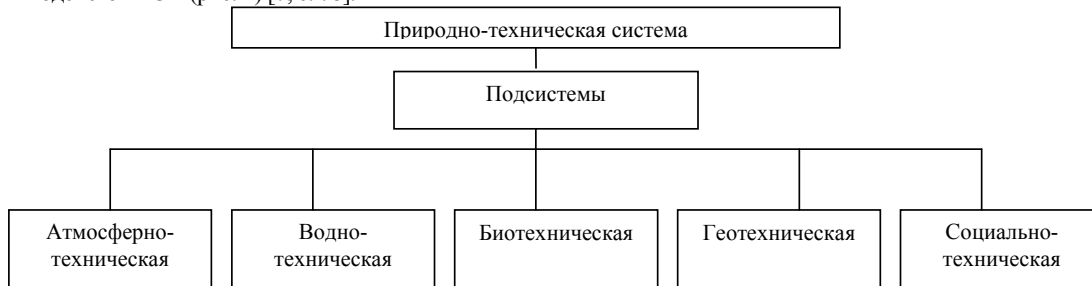 Природно-техническая система
Подсистемы
Атмосферно-
техническая
Водно-
техническая
Биотехническая
Геотехническая
Социально-
техническая